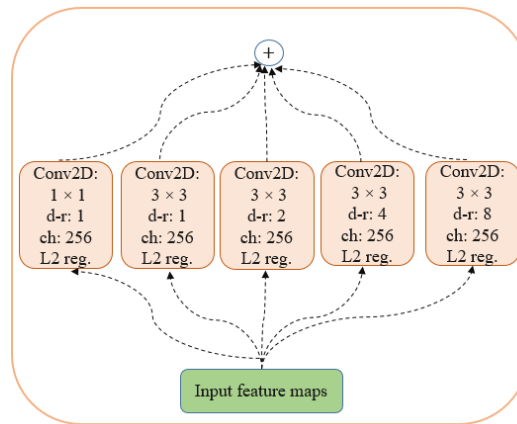 +
Conv2D:
1 × 1
d-r: 1
ch: 256
L2 reg.
Conv2D:
3 × 3
d-r: 1
ch: 256
L2 reg.
Conv2D:
3 × 3
d-r: 2
ch: 256
L2 reg.
Conv2D:
3 × 3
d-r: 4
ch: 256
L2 reg.
Conv2D:
3 × 3
d-r: 8
ch: 256
L2 reg.
Input feature maps